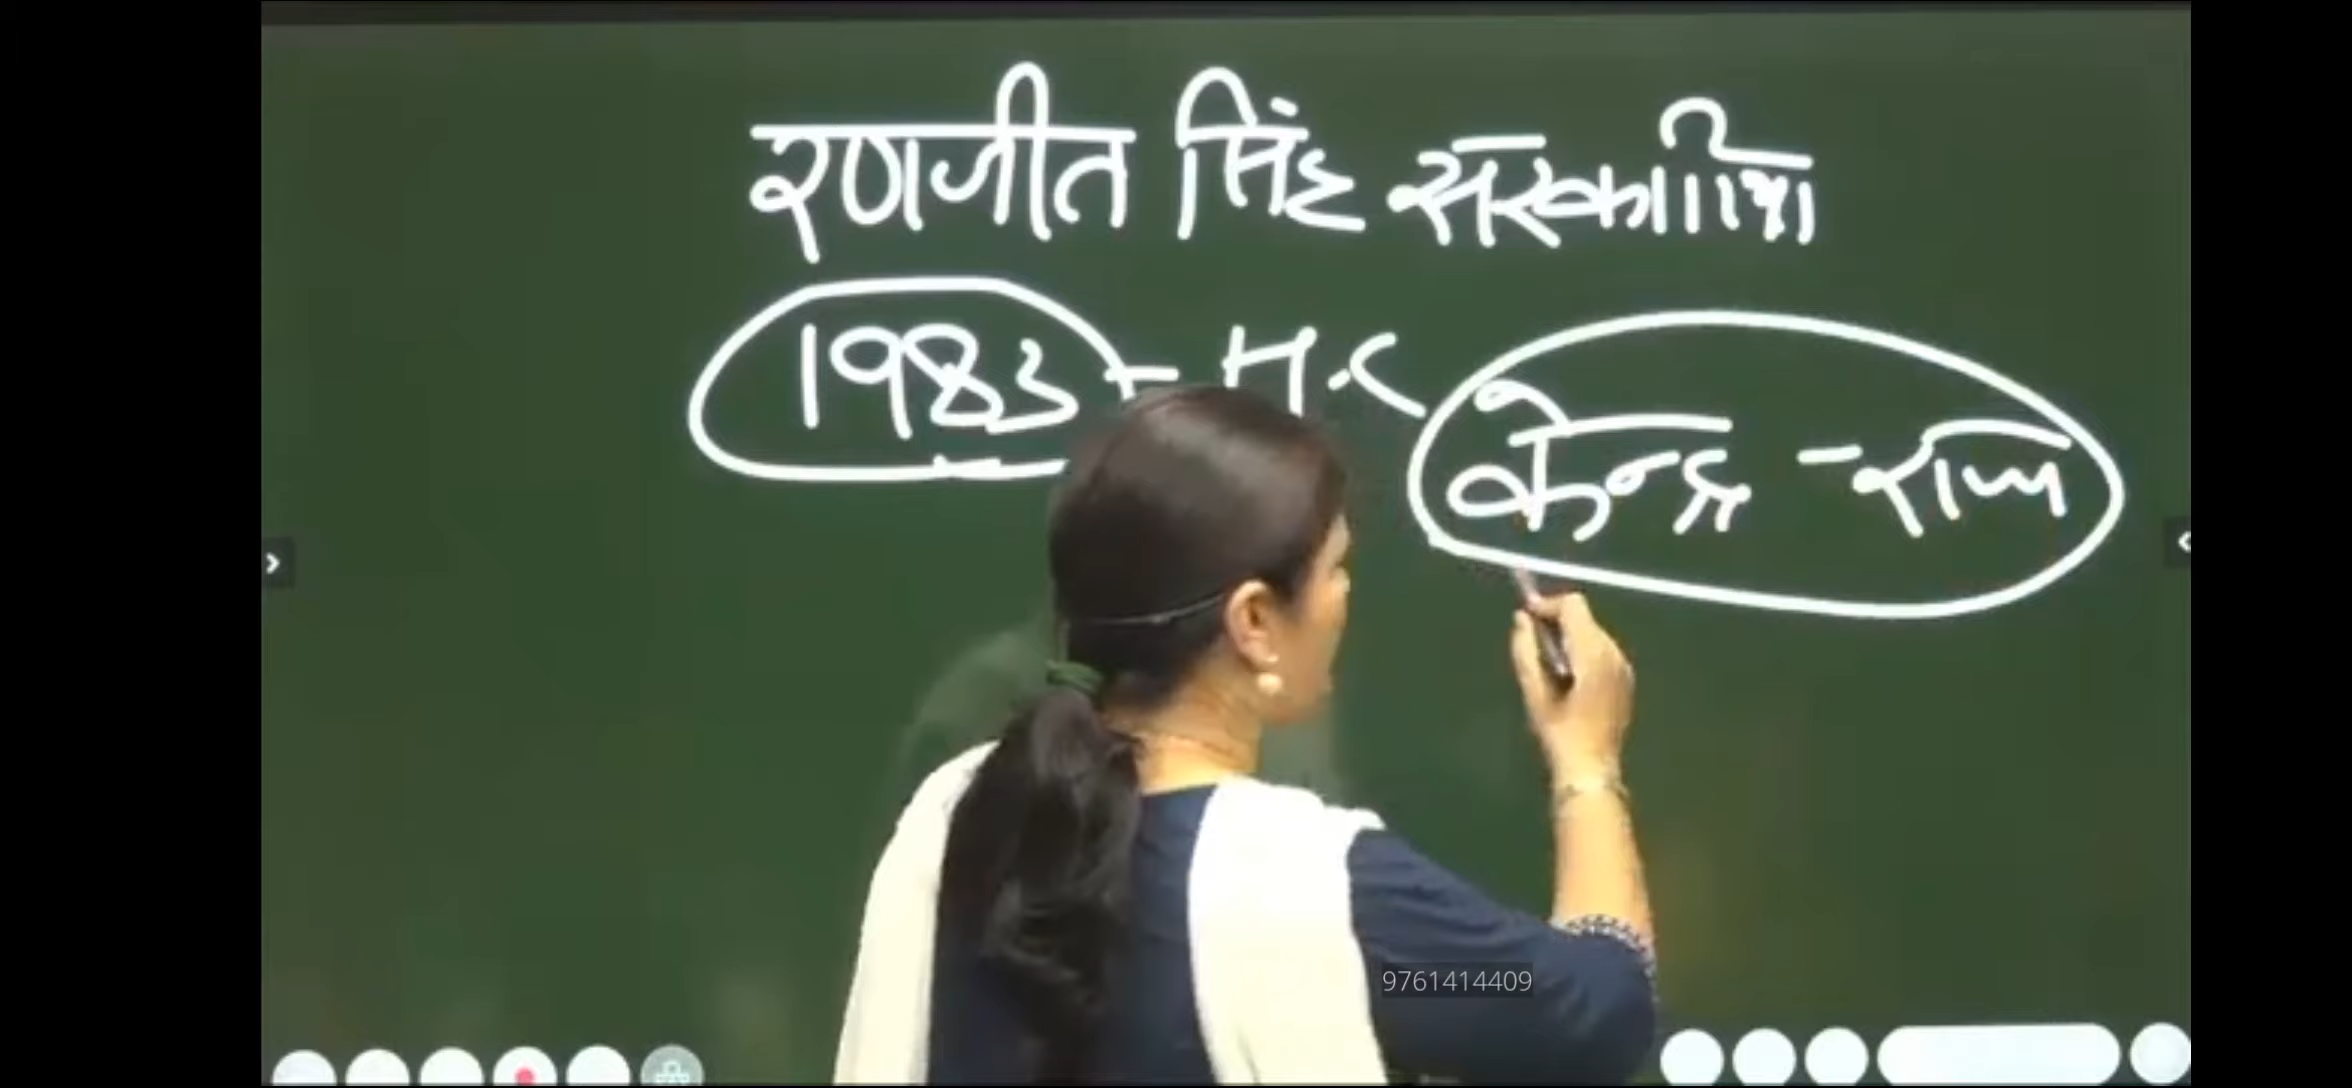 रणजीत सिंह सरकारिया
1983 - H.C
केन्द्र - राज्य
9761414409